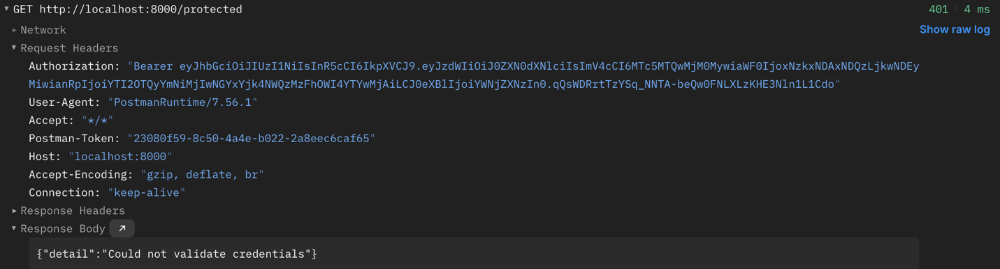 GET http://localhost:8000/protected
401 4 ms
Network
Show raw log
Request Headers
Authorization: "Bearer eyJhbGciOiJIUzI1NiIsInR5cCI6IkpXVCJ9.eyJzdWIiOiJ0ZXN0dXNlciIsImV4cCI6MTc5MTQwMjM0MywiaWF0IjoxNzkxNDAxNDQzLjkwNDEy
MiwianRpIjoiYTI2OTQyYmNiMjIwNGYxYjk4NWQzMzFhOWI4YTYwMjAiLCJ0eXBlIjoiYWNjZXNzIn0.qQsWDRrtTzYSq_NNTA-beQw0FNLXLzKHE3Nln1L1Cdo"
User-Agent: "PostmanRuntime/7.56.1"
Accept: "*/*"
Postman-Token: "23080f59-8c50-4a4e-b022-2a8eec6caf65"
Host: "localhost:8000"
Accept-Encoding: "gzip, deflate, br"
Connection: "keep-alive"
Response Headers
Response Body
{"detail":"Could not validate credentials"}